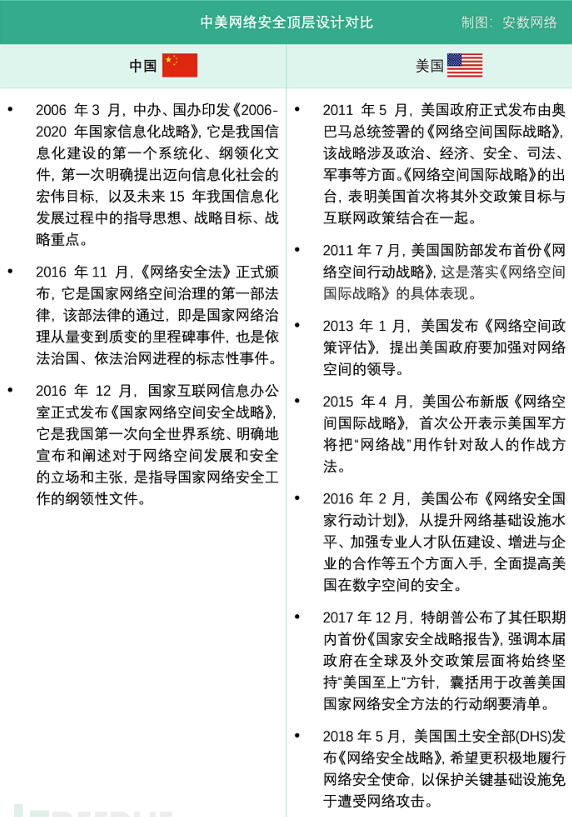 中美网络安全顶层设计对比
制图：安数网络
中国
• 2006 年 3 月，中办、国办印发《2006-
2020 年国家信息化战略》，它是我国信
息化建设的第一个系统化、纲领化文
件，第一次明确提出迈向信息化社会的
宏伟目标，以及未来 15 年我国信息化
发展过程中的指导思想、战略目标、战
略重点。
• 2016 年 11 月，《网络安全法》正式颁
布，它是国家网络空间治理的第一部法
律，该部法律的通过，即是国家网络治
理从量变到质变的里程碑事件，也是依
法治国、依法治网进程的标志性事件。
• 2016 年 12 月，国家互联网信息办公
室正式发布《国家网络空间安全战略》，
它是我国第一次向全世界系统、明确地
宣布和阐述对于网络空间发展和安全
的立场和主张，是指导国家网络安全工
作的纲领性文件。
美国
• 2011 年 5 月，美国政府正式发布由奥
巴马总统签署的《网络空间国际战略》，
该战略涉及政治、经济、安全、司法、
军事等方面。《网络空间国际战略》的出
台，表明美国首次将其外交政策目标与
互联网政策结合在一起。
• 2011 年 7 月，美国国防部发布首份《网
络空间行动战略》，这是落实《网络空间
国际战略》的具体表现。
• 2013 年 1 月，美国发布《网络空间政
策评估》，提出美国政府要加强对网络
空间的领导。
• 2015 年 4 月，美国公布新版《网络空
间国际战略》，首次公开表示美国军方
将把“网络战”用作针对敌人的作战方
法。
• 2016 年 2 月，美国公布《网络安全国
家行动计划》，从提升网络基础设施水
平、加强专业人才队伍建设、增进与企
业的合作等五个方面入手，全面提高美
国在数字空间的安全。
• 2017 年 12 月，特朗普公布了其任职期
内首份《国家安全战略报告》，强调本届
政府在全球及外交政策层面将始终坚
持“美国至上”方针，囊括用于改善美国
国家网络安全方法的行动纲要清单。
• 2018 年 5 月，美国国土安全部(DHS)发
布《网络安全战略》，希望更积极地履行
网络安全使命，以保护关键基础设施免
于遭受网络攻击。